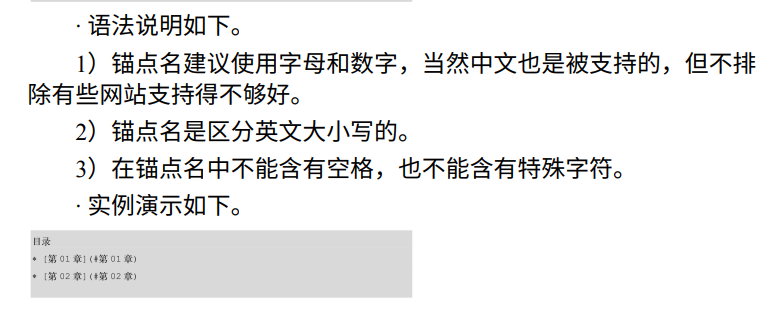 · 语法说明如下。
1）锚点名建议使用字母和数字，当然中文也是被支持的，但不排
除有些网站支持得不够好。
2）锚点名是区分英文大小写的。
3）在锚点名中不能含有空格，也不能含有特殊字符。
· 实例演示如下。
目录
* [第 01 章](#第 01 章)
* [第 02 章](#第 02 章)